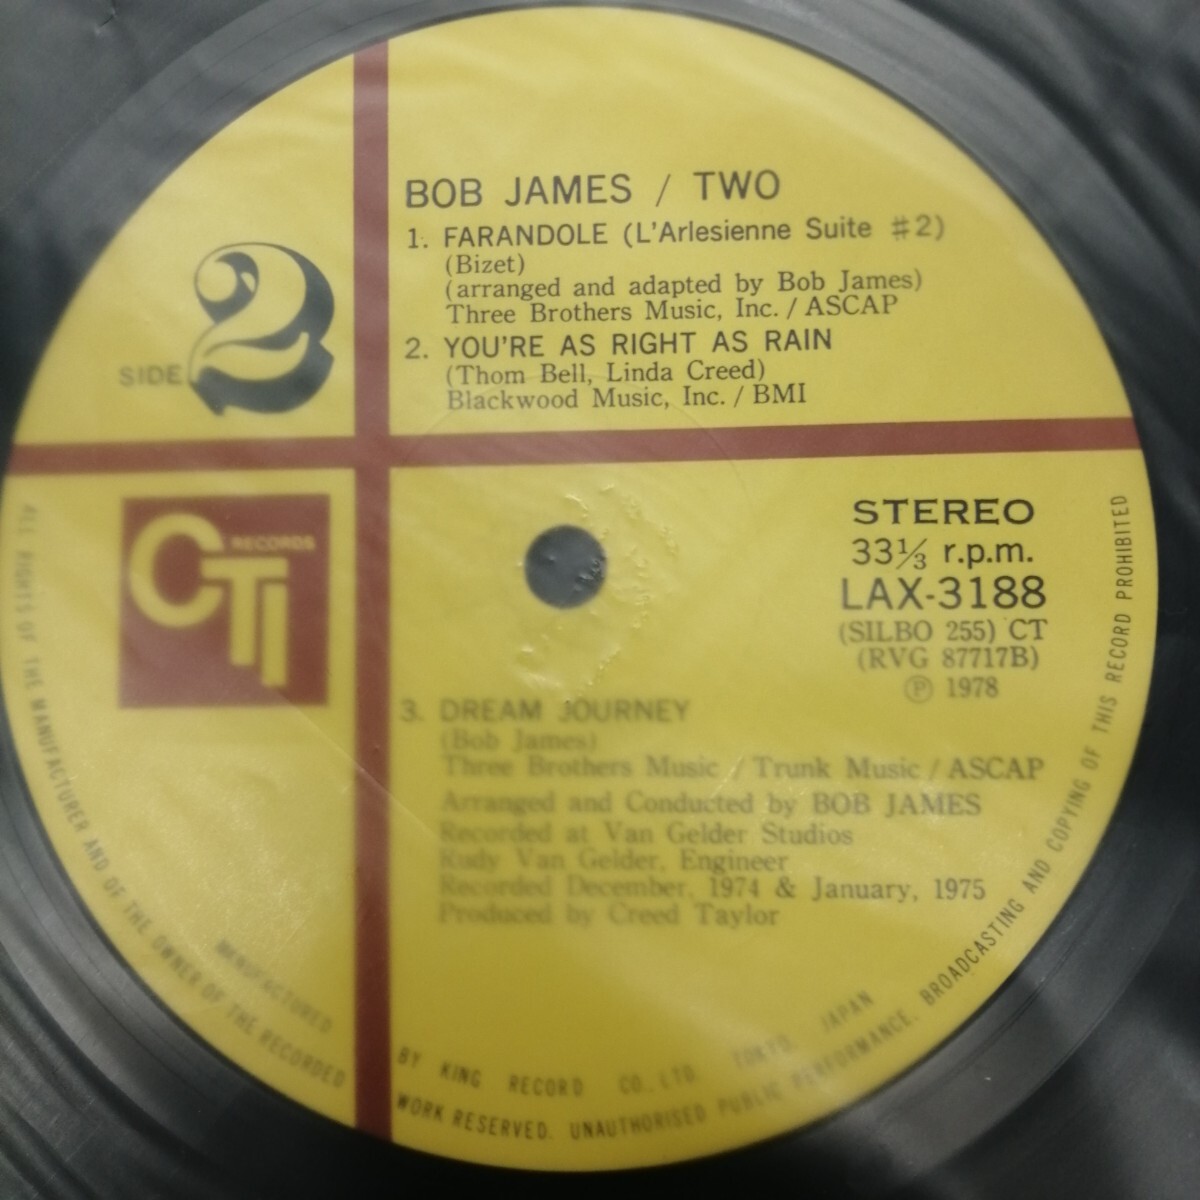 BOB JAMES / TWO
1. FARANDOLE (L'Arlesienne Suite #2)
(Bizet)
(arranged and adapted by Bob James)
Three Brothers Music, Inc. / ASCAP
2. YOU'RE AS RIGHT AS RAIN
(Thom Bell, Linda Creed)
Blackwood Music, Inc. / BMI
SIDE 2
CTI RECORDS
STEREO
33⅓ r.p.m.
LAX-3188
(SILBO 255) CT
(RVG 87717B)
Ⓟ 1978
3. DREAM JOURNEY
(Bob James)
Three Brothers Music / Trunk Music / ASCAP
Arranged and Conducted by BOB JAMES
Recorded at Van Gelder Studios
Rudy Van Gelder, Engineer
Recorded December, 1974 & January, 1975
Produced by Creed Taylor
MANUFACTURED BY KING RECORD CO., LTD. TOKYO, JAPAN
ALL RIGHTS OF THE MANUFACTURER AND OF THE OWNER OF THE RECORDED WORK RESERVED. UNAUTHORISED PUBLIC PERFORMANCE. BROADCASTING AND COPYING OF THIS RECORD PROHIBITED